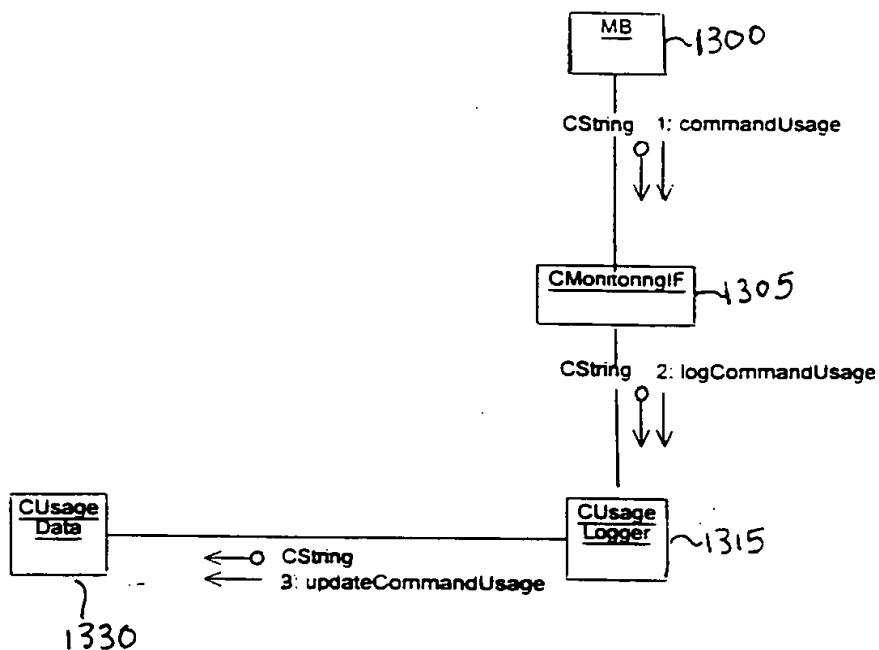 MB
1300
CString 1: commandUsage
CMonitoringIF
1305
CString 2: logCommandUsage
CUsage
Data
CUsage
Logger
1315
CString
3: updateCommandUsage
1330